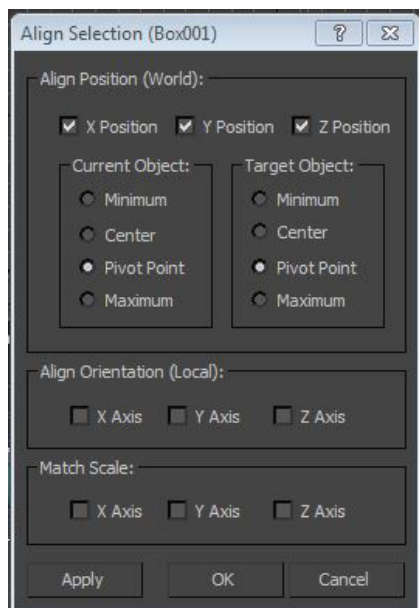 Align Selection (Box001)
Align Position (World):
X Position Y Position Z Position
Current Object: Target Object:
Minimum Minimum
Center Center
Pivot Point Pivot Point
Maximum Maximum
Align Orientation (Local):
X Axis Y Axis Z Axis
Match Scale:
X Axis Y Axis Z Axis
Apply OK Cancel